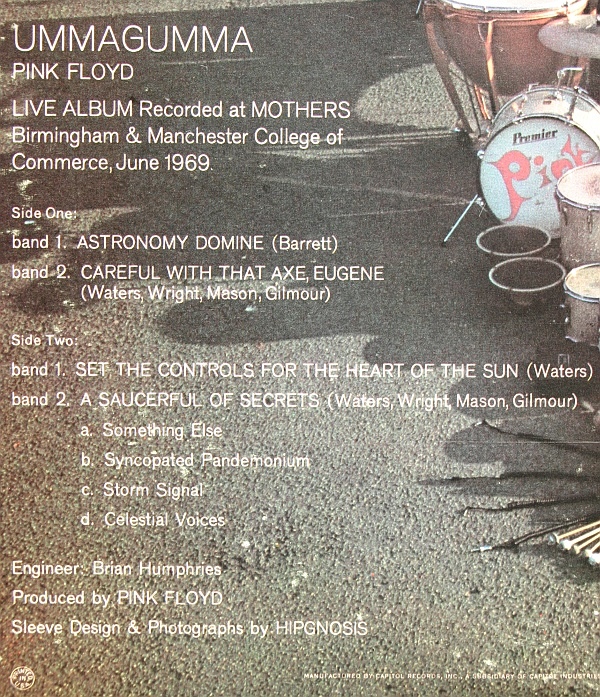 UMMAGUMMA
PINK FLOYD
LIVE ALBUM Recorded at MOTHERS
Birmingham & Manchester College of
Commerce, June 1969.
Side One:
band 1. ASTRONOMY DOMINE (Barrett)
band 2. CAREFUL WITH THAT AXE, EUGENE
(Waters, Wright, Mason, Gilmour)
Side Two:
band 1. SET THE CONTROLS FOR THE HEART OF THE SUN (Waters)
band 2. A SAUCERFUL OF SECRETS (Waters, Wright, Mason, Gilmour)
a. Something Else
b. Syncopated Pandemonium
c. Storm Signal
d. Celestial Voices
Engineer: Brian Humphries
Produced by PINK FLOYD
Sleeve Design & Photographs by HIPGNOSIS
Premier
Pink
PRINTED IN U.S.A.
MANUFACTURED BY CAPITOL RECORDS, INC., A SUBSIDIARY OF CAPITOL INDUSTRIES